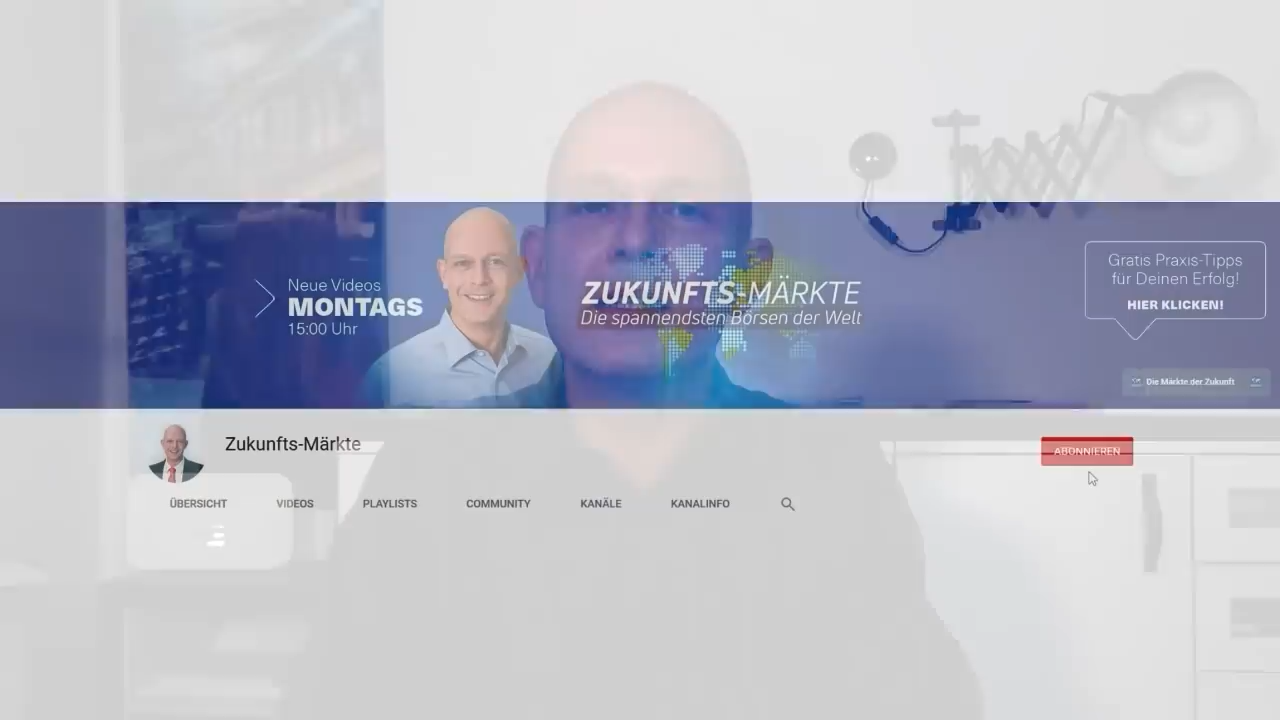 Neue Videos
MONTAGS
15:00 Uhr
ZUKUNFTS-MÄRKTE
Die spannendsten Börsen der Welt
Gratis Praxis-Tipps
für Deinen Erfolg!
HIER KLICKEN!
Die Märkte der Zukunft
Zukunfts-Märkte
ABONNIEREN
ÜBERSICHT VIDEOS PLAYLISTS COMMUNITY KANÄLE KANALINFO